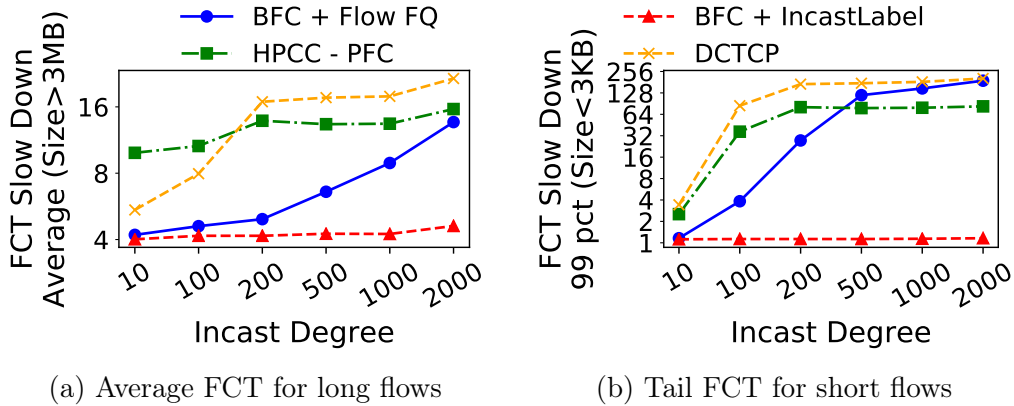 BFC + Flow FQ
HPCC - PFC
BFC + IncastLabel
DCTCP
FCT Slow Down
Average (Size>3MB)
16
8
4
10
100
200
500
1000
2000
Incast Degree
(a) Average FCT for long flows
FCT Slow Down
99 pct (Size<3KB)
256
128
64
32
16
8
4
2
1
10
100
200
500
1000
2000
Incast Degree
(b) Tail FCT for short flows